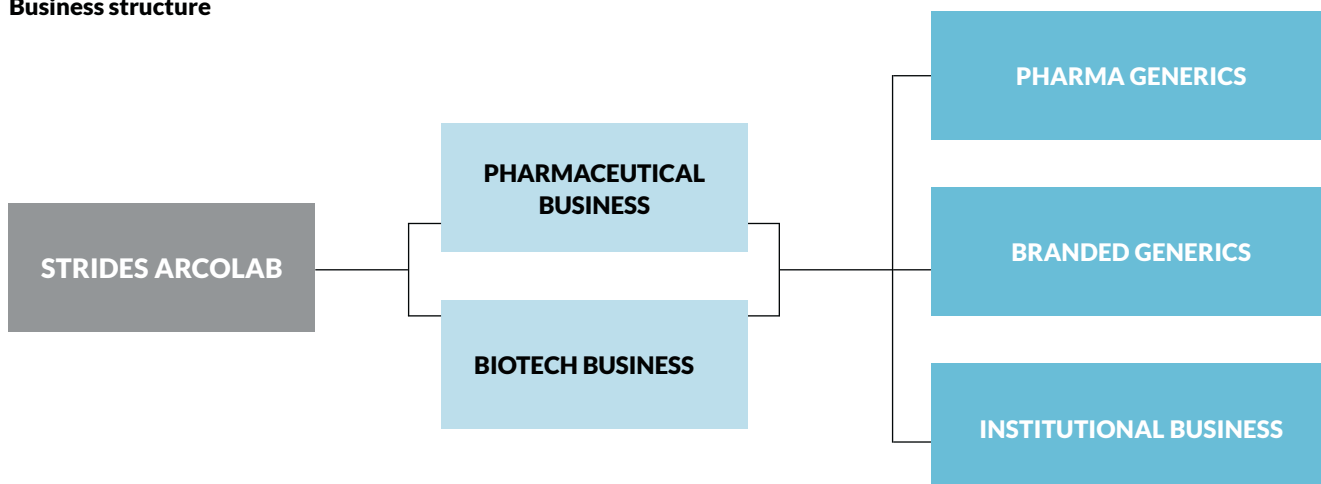 Business structure
STRIDES ARCOLAB
PHARMACEUTICAL
BUSINESS
BIOTECH BUSINESS
PHARMA GENERICS
BRANDED GENERICS
INSTITUTIONAL BUSINESS